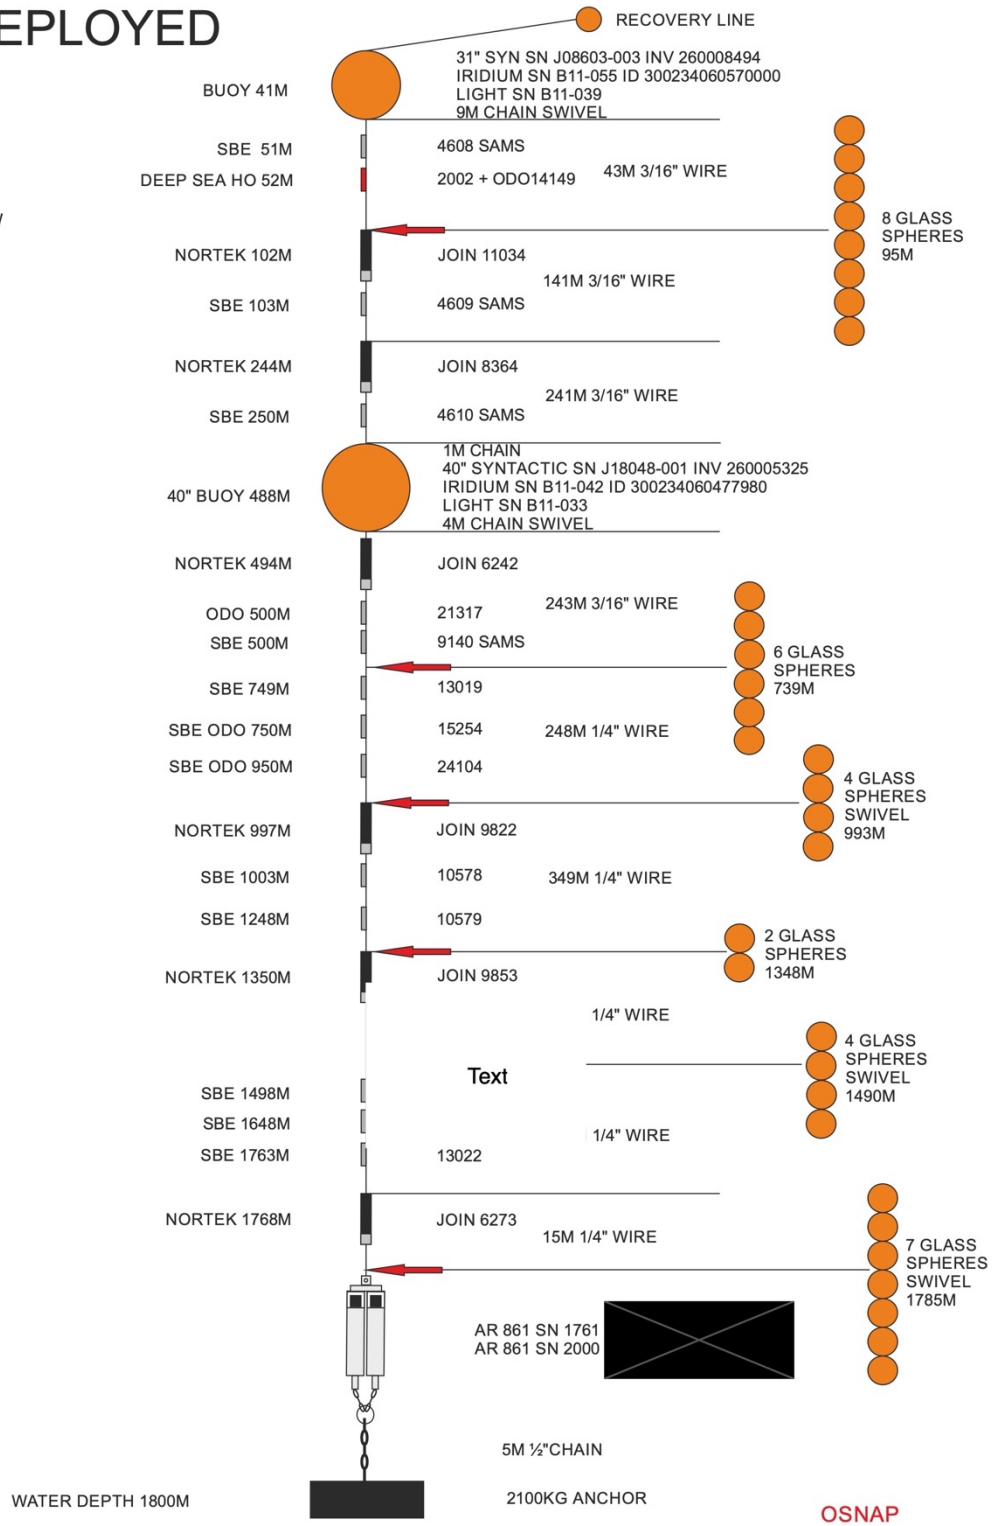 EPLOYED
RECOVERY LINE
BUOY 41M
31" SYN SN J08603-003 INV 260008494
IRIDIUM SN B11-055 ID 300234060570000
LIGHT SN B11-039
9M CHAIN SWIVEL
SBE 51M
4608 SAMS
43M 3/16" WIRE
DEEP SEA HO 52M
2002 + ODO14149
8 GLASS
SPHERES
95M
NORTEK 102M
JOIN 11034
141M 3/16" WIRE
SBE 103M
4609 SAMS
NORTEK 244M
JOIN 8364
241M 3/16" WIRE
SBE 250M
4610 SAMS
1M CHAIN
40" SYNTACTIC SN J18048-001 INV 260005325
IRIDIUM SN B11-042 ID 300234060477980
LIGHT SN B11-033
4M CHAIN SWIVEL
40" BUOY 488M
NORTEK 494M
JOIN 6242
243M 3/16" WIRE
ODO 500M
21317
SBE 500M
9140 SAMS
6 GLASS
SPHERES
739M
SBE 749M
13019
SBE ODO 750M
15254
248M 1/4" WIRE
SBE ODO 950M
24104
4 GLASS
SPHERES
SWIVEL
993M
NORTEK 997M
JOIN 9822
SBE 1003M
10578
349M 1/4" WIRE
SBE 1248M
10579
2 GLASS
SPHERES
1348M
NORTEK 1350M
JOIN 9853
1/4" WIRE
4 GLASS
SPHERES
SWIVEL
1490M
Text
SBE 1498M
SBE 1648M
1/4" WIRE
SBE 1763M
13022
NORTEK 1768M
JOIN 6273
15M 1/4" WIRE
7 GLASS
SPHERES
SWIVEL
1785M
AR 861 SN 1761
AR 861 SN 2000
5M ½"CHAIN
WATER DEPTH 1800M
2100KG ANCHOR
OSNAP